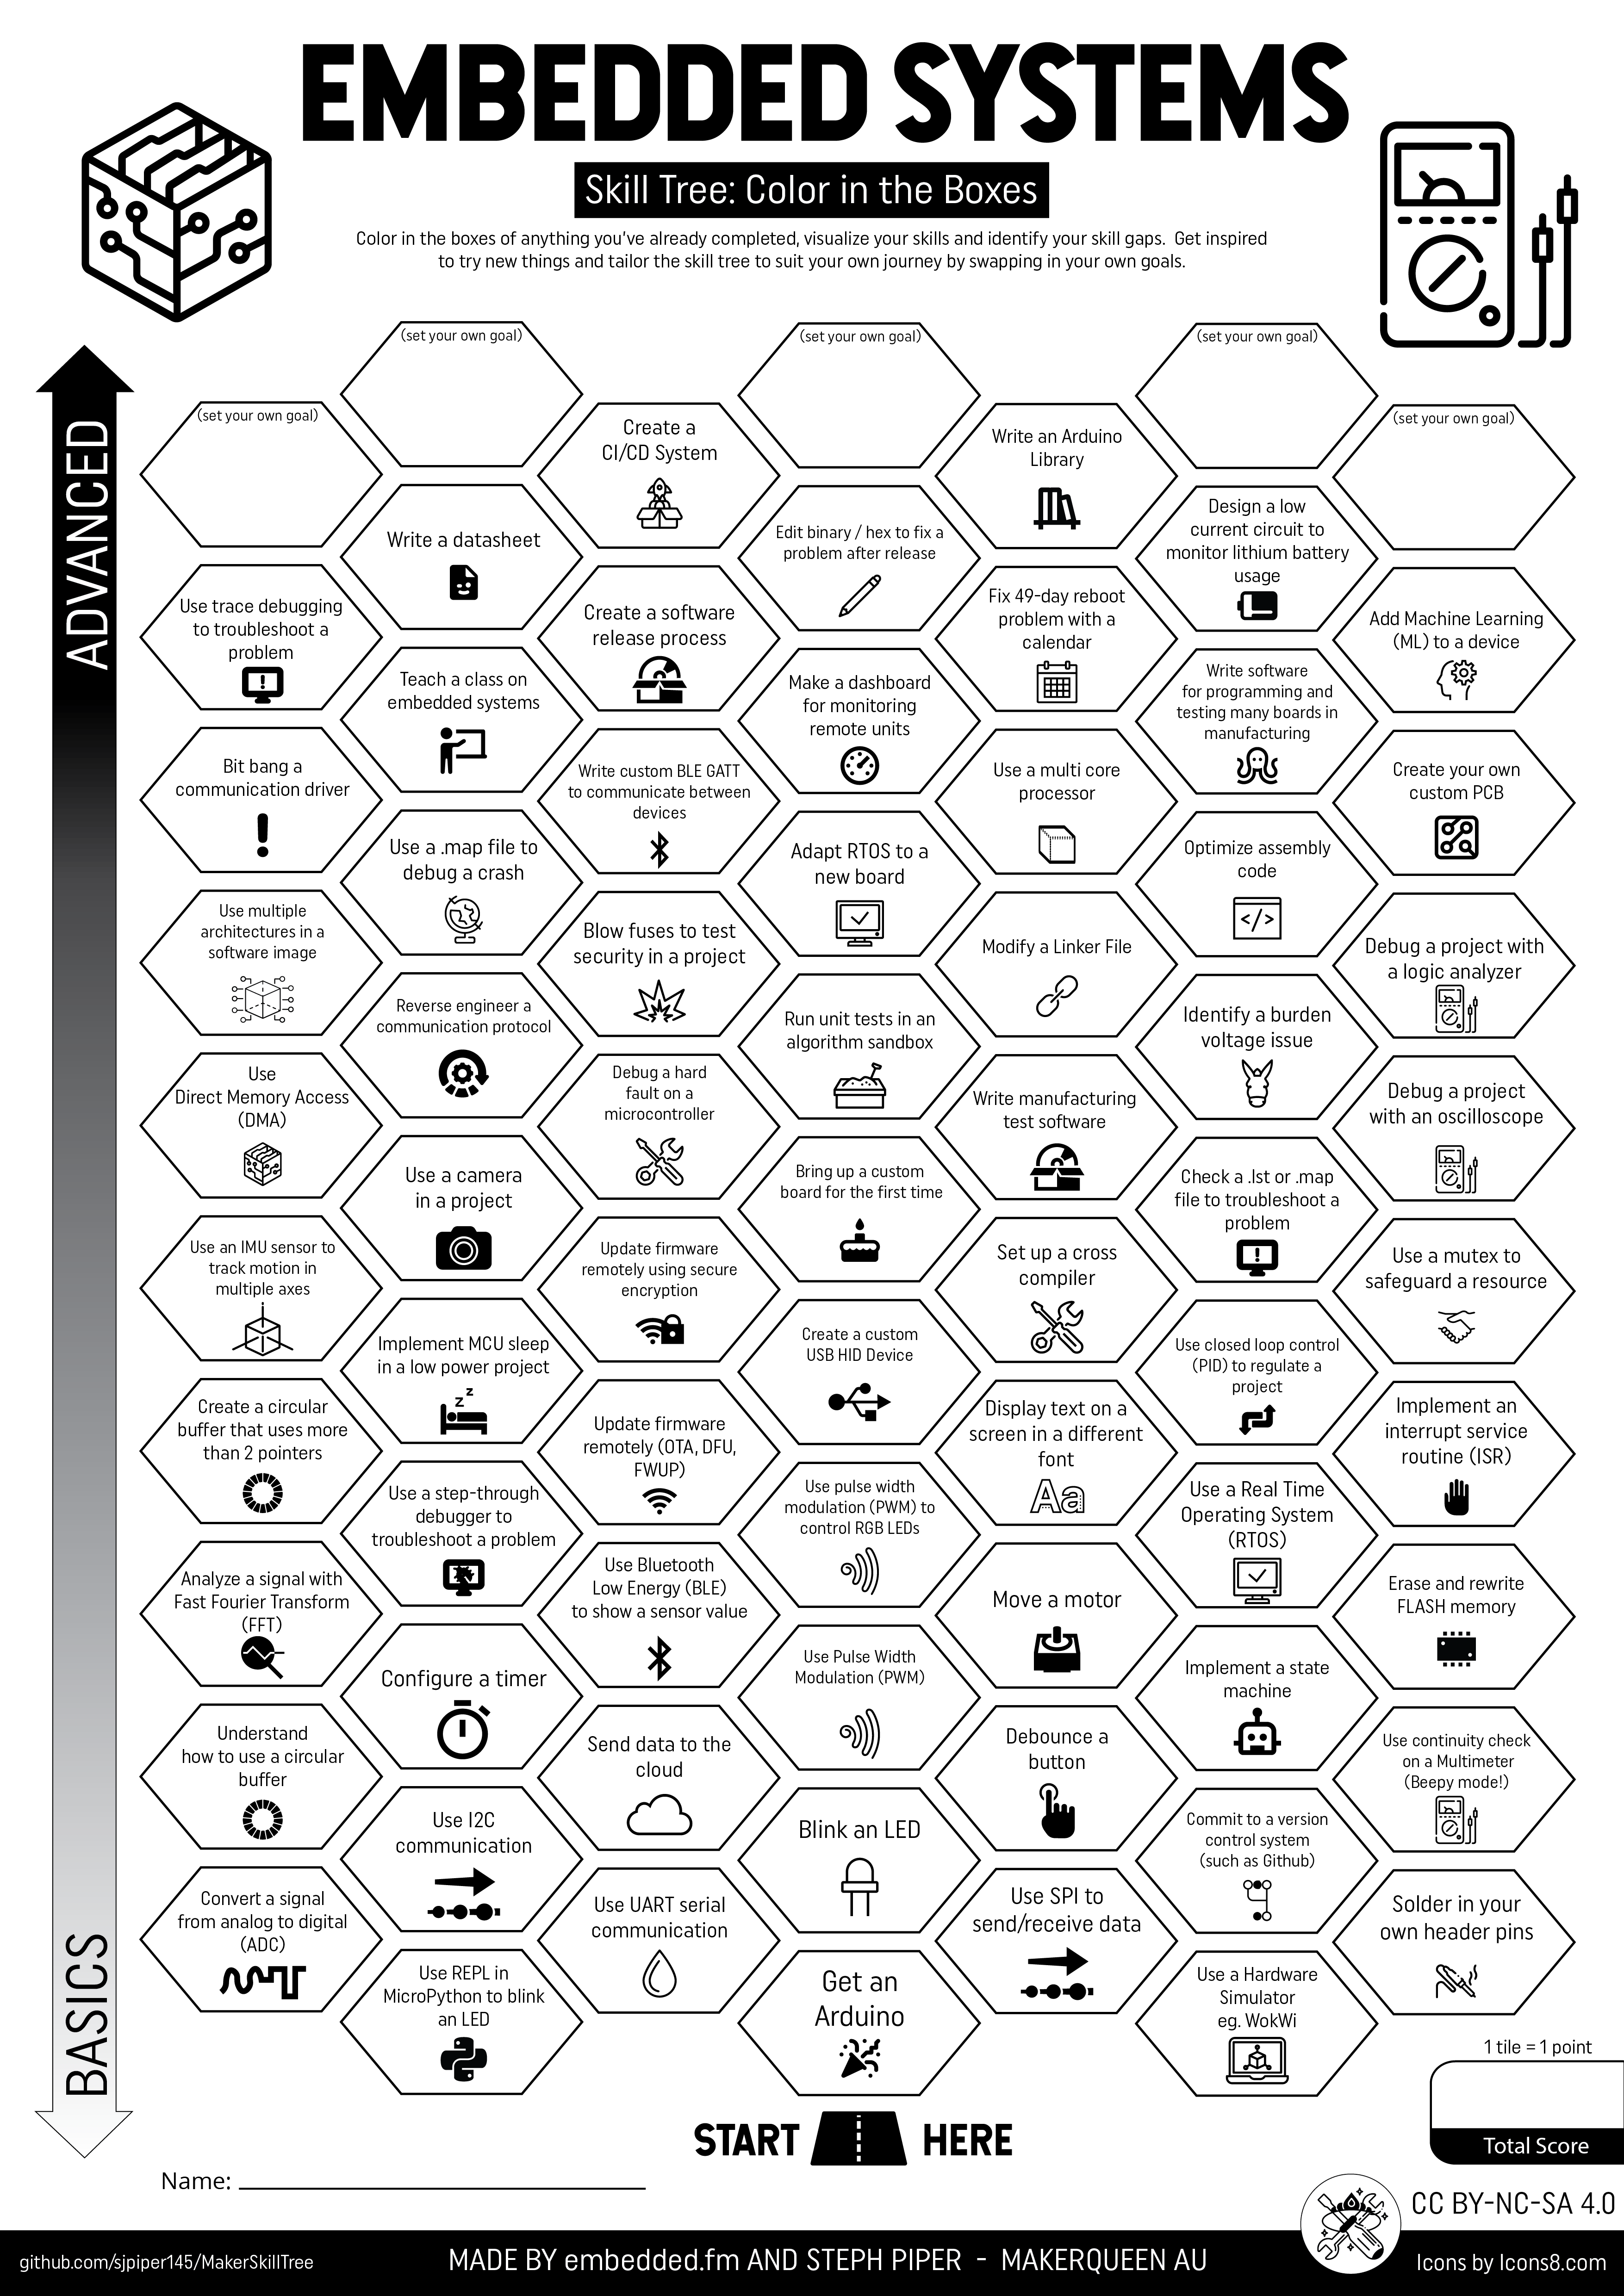 EMBEDDED SYSTEMS
Skill Tree: Color in the Boxes
Color in the boxes of anything you've already completed, visualize your skills and identify your skill gaps.  Get inspired
to try new things and tailor the skill tree to suit your own journey by swapping in your own goals.
ADVANCED
BASICS
(set your own goal)
(set your own goal)
(set your own goal)
(set your own goal)
(set your own goal)
Create a
CI/CD System
Write an Arduino
Library
Write a datasheet
Edit binary / hex to fix a
problem after release
Design a low
current circuit to
monitor lithium battery
usage
Use trace debugging
to troubleshoot a
problem
Create a software
release process
Fix 49-day reboot
problem with a
calendar
Add Machine Learning
(ML) to a device
Teach a class on
embedded systems
Make a dashboard
for monitoring
remote units
Write software
for programming and
testing many boards in
manufacturing
Bit bang a
communication driver
Write custom BLE GATT
to communicate between
devices
Use a multi core
processor
Create your own
custom PCB
Use a .map file to
debug a crash
Adapt RTOS to a
new board
Optimize assembly
code
Use multiple
architectures in a
software image
Blow fuses to test
security in a project
Modify a Linker File
Debug a project with
a logic analyzer
Reverse engineer a
communication protocol
Run unit tests in an
algorithm sandbox
Identify a burden
voltage issue
Use
Direct Memory Access
(DMA)
Debug a hard
fault on a
microcontroller
Write manufacturing
test software
Debug a project
with an oscilloscope
Use a camera
in a project
Bring up a custom
board for the first time
Check a .lst or .map
file to troubleshoot a
problem
Use an IMU sensor to
track motion in
multiple axes
Update firmware
remotely using secure
encryption
Set up a cross
compiler
Use a mutex to
safeguard a resource
Implement MCU sleep
in a low power project
z z
Create a custom
USB HID Device
Use closed loop control
(PID) to regulate a
project
Create a circular
buffer that uses more
than 2 pointers
Update firmware
remotely (OTA, DFU,
FWUP)
Display text on a
screen in a different
font
Aa
Implement an
interrupt service
routine (ISR)
Use a step-through
debugger to
troubleshoot a problem
Use pulse width
modulation (PWM) to
control RGB LEDs
Use a Real Time
Operating System
(RTOS)
Analyze a signal with
Fast Fourier Transform
(FFT)
Use Bluetooth
Low Energy (BLE)
to show a sensor value
Move a motor
Erase and rewrite
FLASH memory
Configure a timer
Use Pulse Width
Modulation (PWM)
Implement a state
machine
Understand
how to use a circular
buffer
Send data to the
cloud
Debounce a
button
Use continuity check
on a Multimeter
(Beepy mode!)
Use I2C
communication
Blink an LED
Commit to a version
control system
(such as Github)
Convert a signal
from analog to digital
(ADC)
Use UART serial
communication
Use SPI to
send/receive data
Solder in your
own header pins
Use REPL in
MicroPython to blink
an LED
Get an
Arduino
Use a Hardware
Simulator
eg. WokWi
1 tile = 1 point
Total Score
START HERE
Name:
CC BY-NC-SA 4.0
github.com/sjpiper145/MakerSkillTree
MADE BY embedded.fm AND STEPH PIPER  -  MAKERQUEEN AU
Icons by Icons8.com